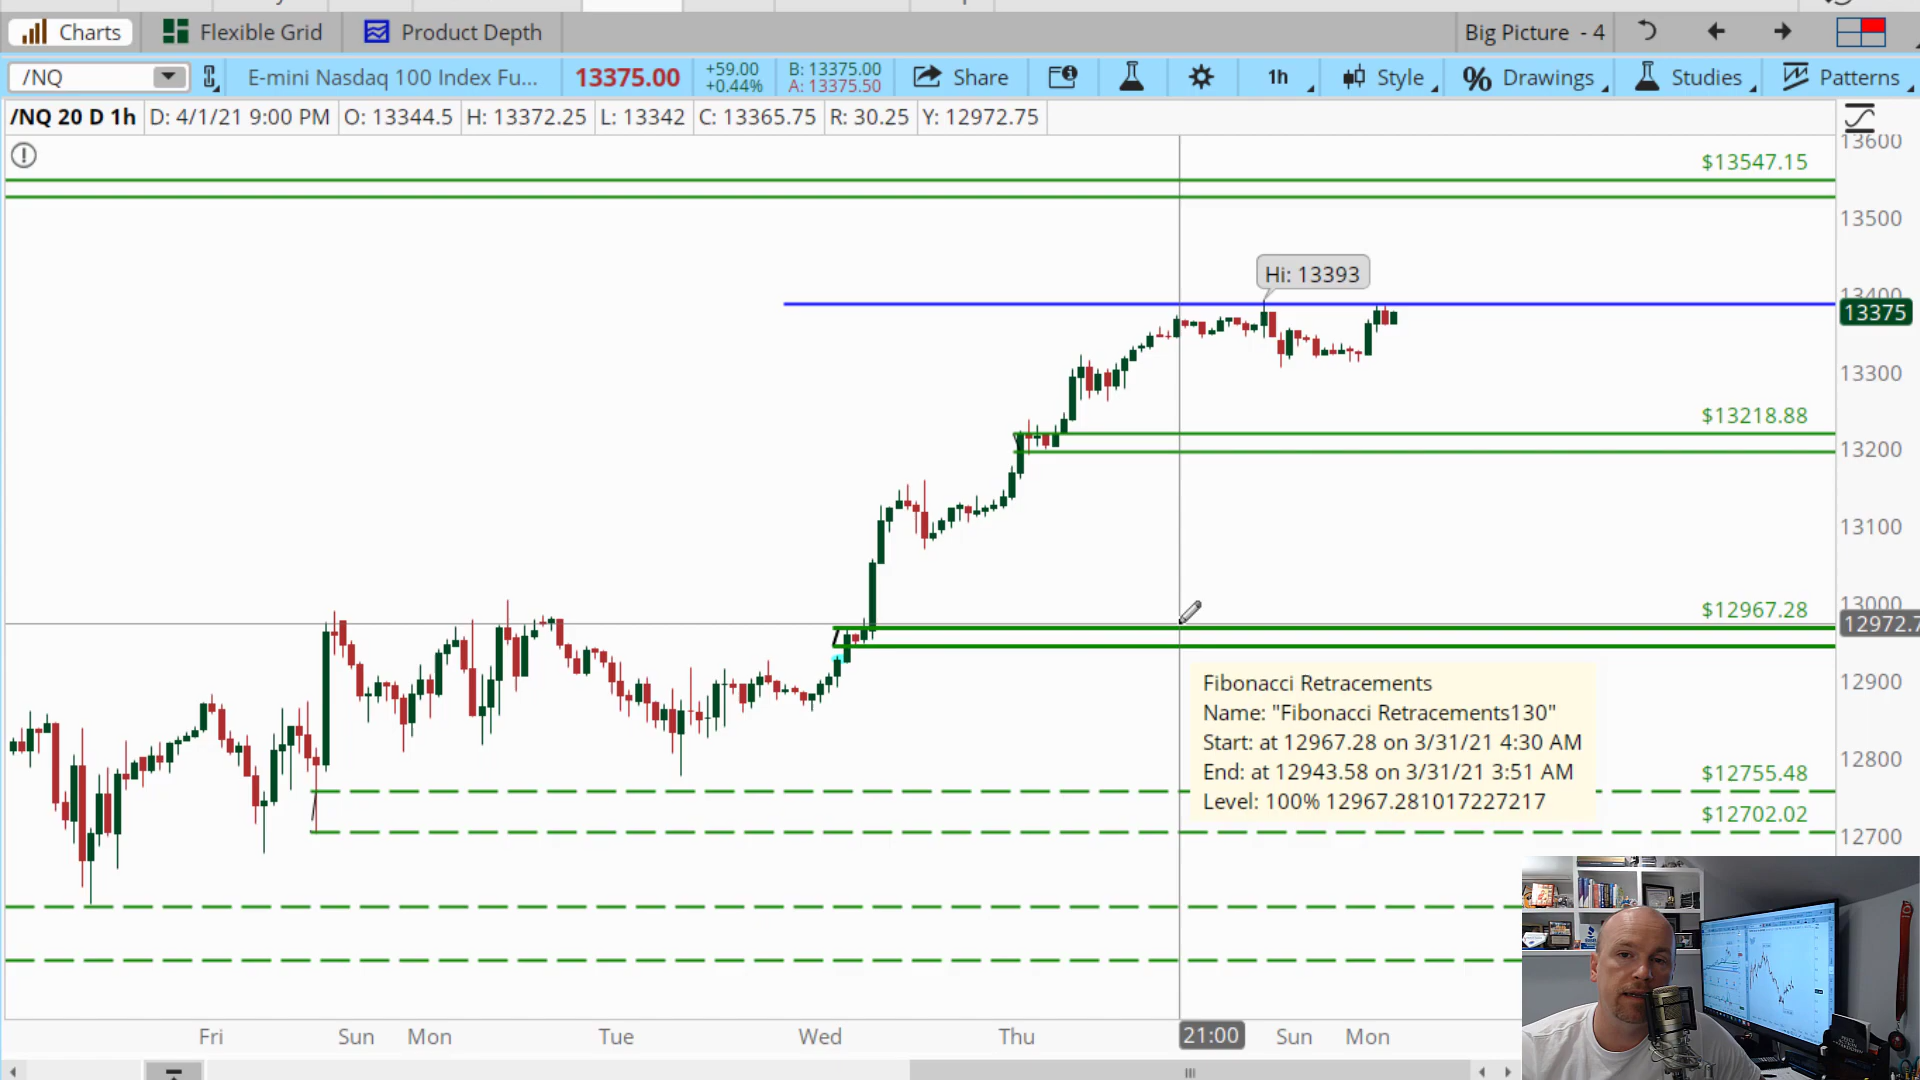 Charts Flexible Grid Product Depth Big Picture - 4
/NQ E-mini Nasdaq 100 Index Fu... 13375.00 +59.00 B: 13375.00 Share 1h Style Drawings Studies Patterns
+0.44% A: 13375.50
/NQ 20 D 1h D: 4/1/21 9:00 PM O: 13344.5 H: 13372.25 L: 13342 C: 13365.75 R: 30.25 Y: 12972.75
13600
$13547.15
13500
Hi: 13393
13400
13375
13300
$13218.88
13200
13100
$12967.28
13000
12972.7
12900
Fibonacci Retracements
Name: "Fibonacci Retracements130"
Start: at 12967.28 on 3/31/21 4:30 AM
End: at 12943.58 on 3/31/21 3:51 AM
Level: 100% 12967.281017227217
12800
$12755.48
$12702.02
12700
Fri Sun Mon Tue Wed Thu 21:00 Sun Mon